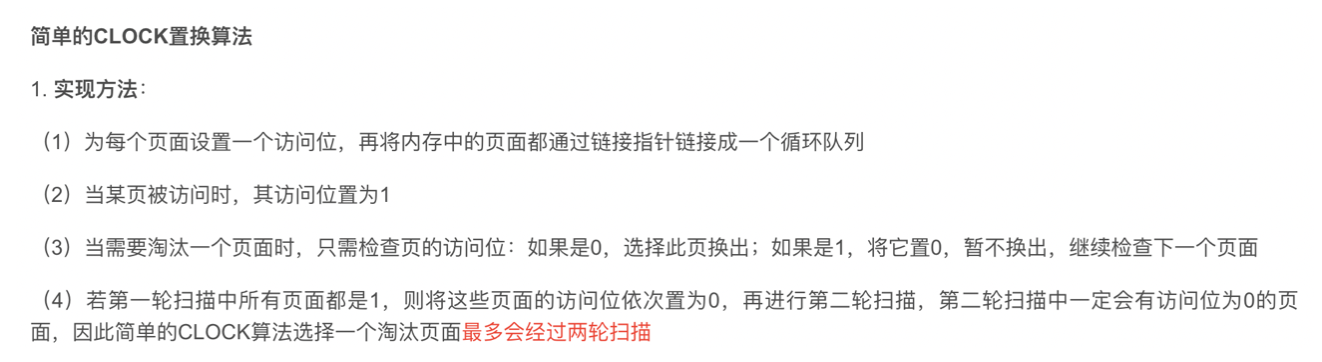 简单的CLOCK置换算法
1. 实现方法：
（1）为每个页面设置一个访问位，再将内存中的页面都通过链接指针链接成一个循环队列
（2）当某页被访问时，其访问位置为1
（3）当需要淘汰一个页面时，只需检查页的访问位：如果是0，选择此页换出；如果是1，将它置0，暂不换出，继续检查下一个页面
（4）若第一轮扫描中所有页面都是1，则将这些页面的访问位依次置为0，再进行第二轮扫描，第二轮扫描中一定会有访问位为0的页
面，因此简单的CLOCK算法选择一个淘汰页面最多会经过两轮扫描